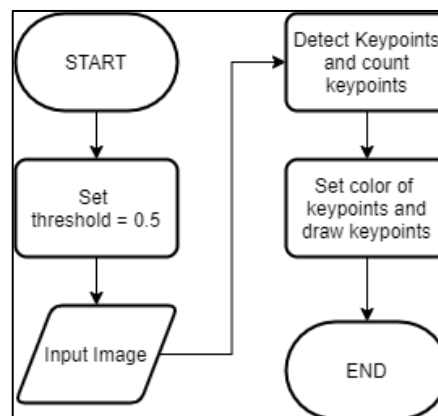 START
Set
threshold = 0.5
Input Image
Detect Keypoints
and count
keypoints
Set color of
keypoints and
draw keypoints
END